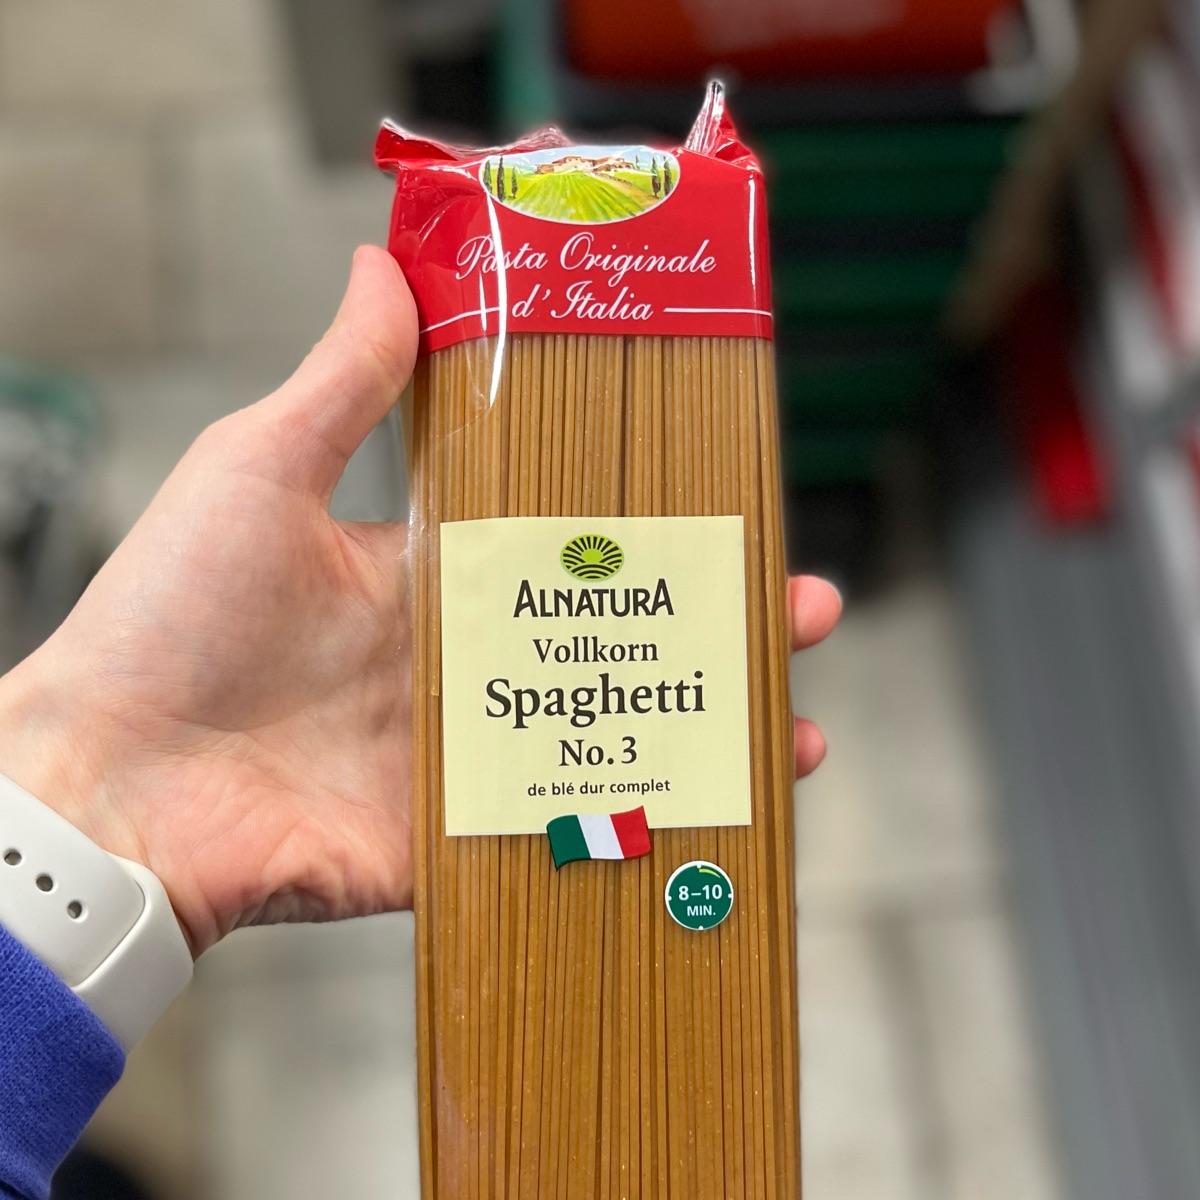 Pasta Originale
d'Italia
ALNATURA
Vollkorn
Spaghetti
No. 3
de blé dur complet
8–10
MIN.